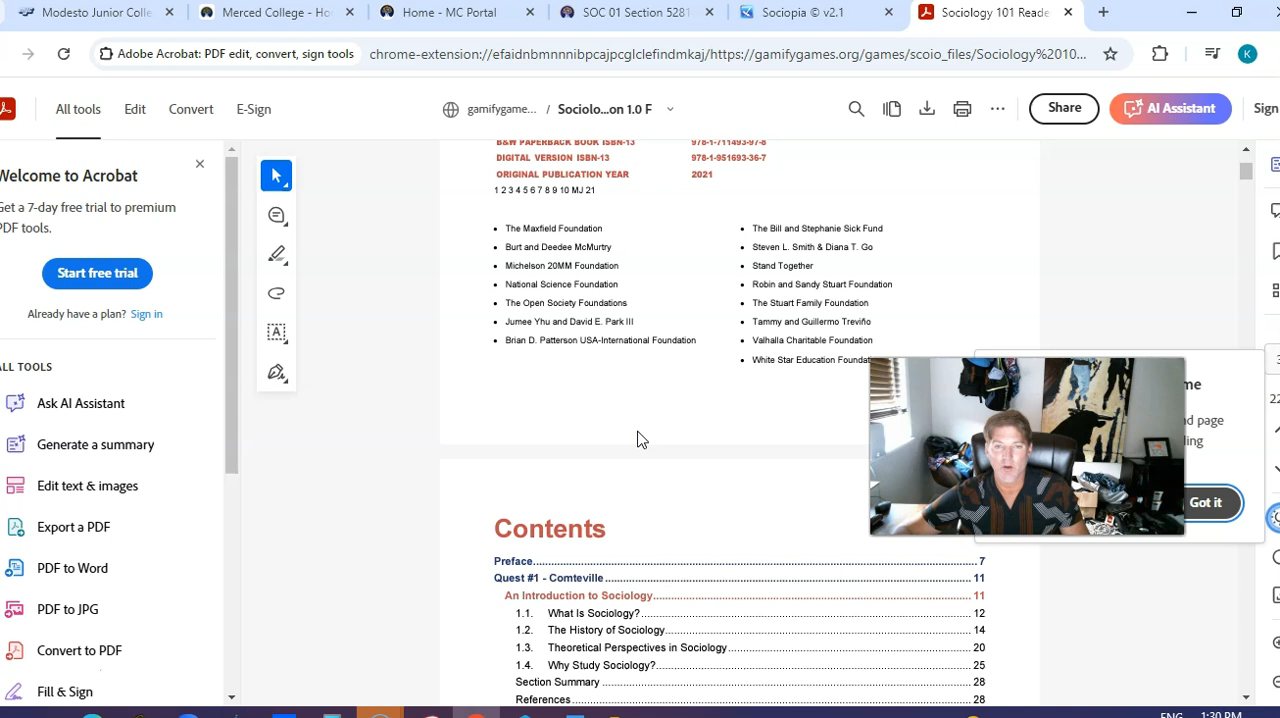 Modesto Junior Colle
Merced College - Ho
Home - MC Portal
SOC 01 Section 5281
Sociopia © v2.1
Sociology 101 Reade
Adobe Acrobat: PDF edit, convert, sign tools
chrome-extension://efaidnbmnnnibpcajpcglclefindmkaj/https://gamifygames.org/games/scoio_files/Sociology%2010...
K
All tools
Edit
Convert
E-Sign
gamifygame...
/
Sociolo...on 1.0 F
Share
AI Assistant
Sign
Welcome to Acrobat
Get a 7-day free trial to premium
PDF tools.
Start free trial
Already have a plan? Sign in
ALL TOOLS
Ask AI Assistant
Generate a summary
Edit text & images
Export a PDF
PDF to Word
PDF to JPG
Convert to PDF
Fill & Sign
B&W PAPERBACK BOOK ISBN-13 978-1-711493-97-8
DIGITAL VERSION ISBN-13 978-1-951693-36-7
ORIGINAL PUBLICATION YEAR 2021
1 2 3 4 5 6 7 8 9 10 MJ 21
• The Maxfield Foundation
• Burt and Deedee McMurtry
• Michelson 20MM Foundation
• National Science Foundation
• The Open Society Foundations
• Jumee Yhu and David E. Park III
• Brian D. Patterson USA-International Foundation
• The Bill and Stephanie Sick Fund
• Steven L. Smith & Diana T. Go
• Stand Together
• Robin and Sandy Stuart Foundation
• The Stuart Family Foundation
• Tammy and Guillermo Treviño
• Valhalla Charitable Foundation
• White Star Education Foundat
me
nd page
ding
Got it
Contents
Preface 7
Quest #1 - Comteville 11
An Introduction to Sociology 11
1.1. What Is Sociology? 12
1.2. The History of Sociology 14
1.3. Theoretical Perspectives in Sociology 20
1.4. Why Study Sociology? 25
Section Summary 28
References 28
ENG
1:30 PM